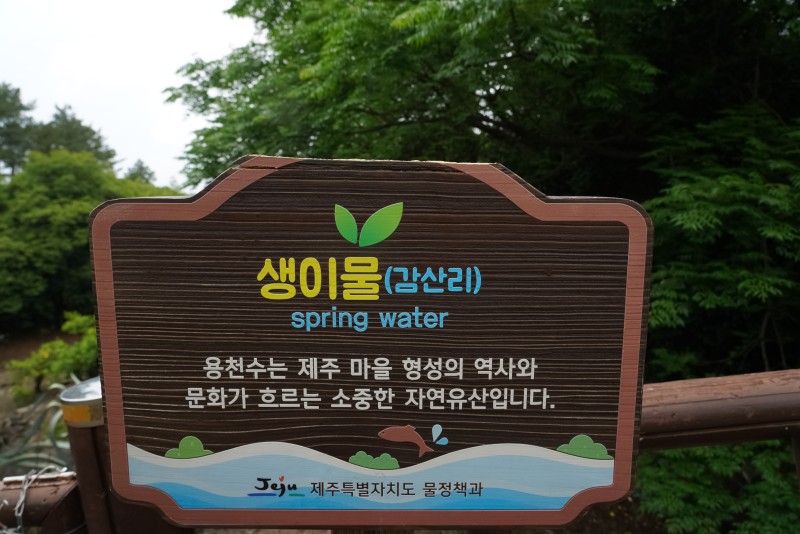 생이물(감산리)
spring water
용천수는 제주 마을 형성의 역사와
문화가 흐르는 소중한 자연유산입니다.
Jeju 제주특별자치도 물정책과